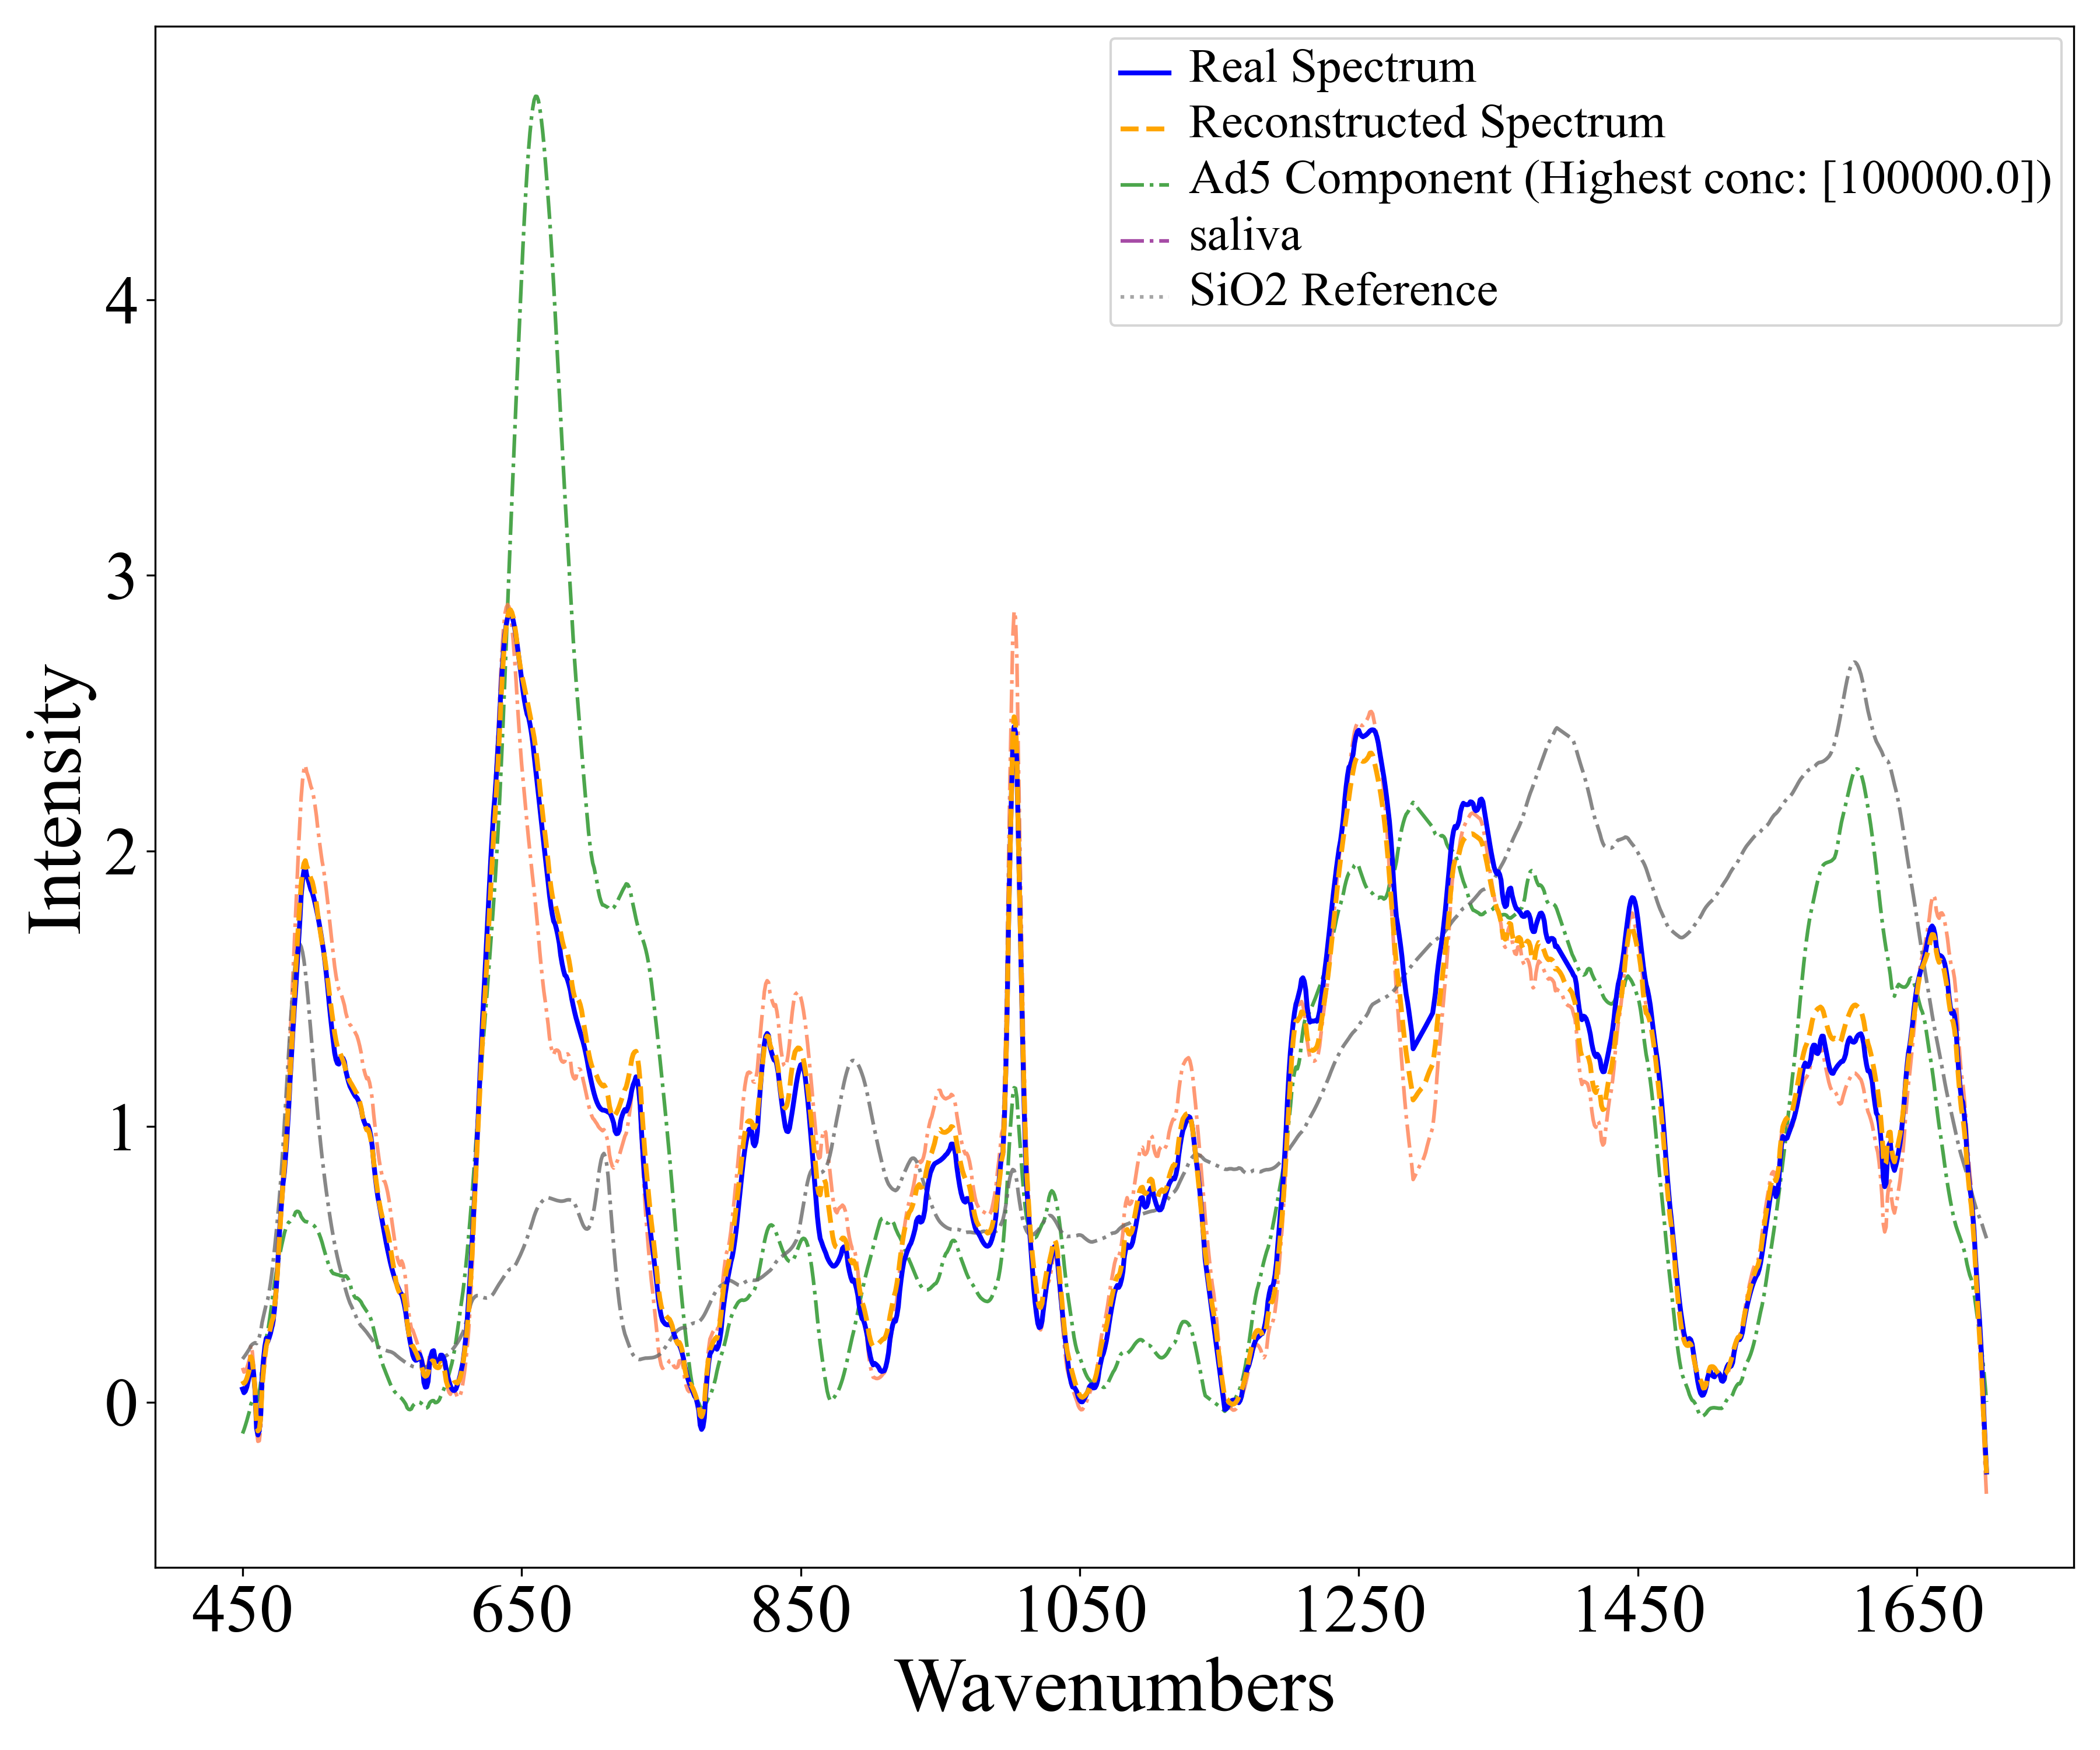 Real Spectrum
Reconstructed Spectrum
Ad5 Component (Highest conc: [100000.0])
saliva
SiO2 Reference
Intensity
4
3
2
1
0
450 650 850 1050 1250 1450 1650
Wavenumbers